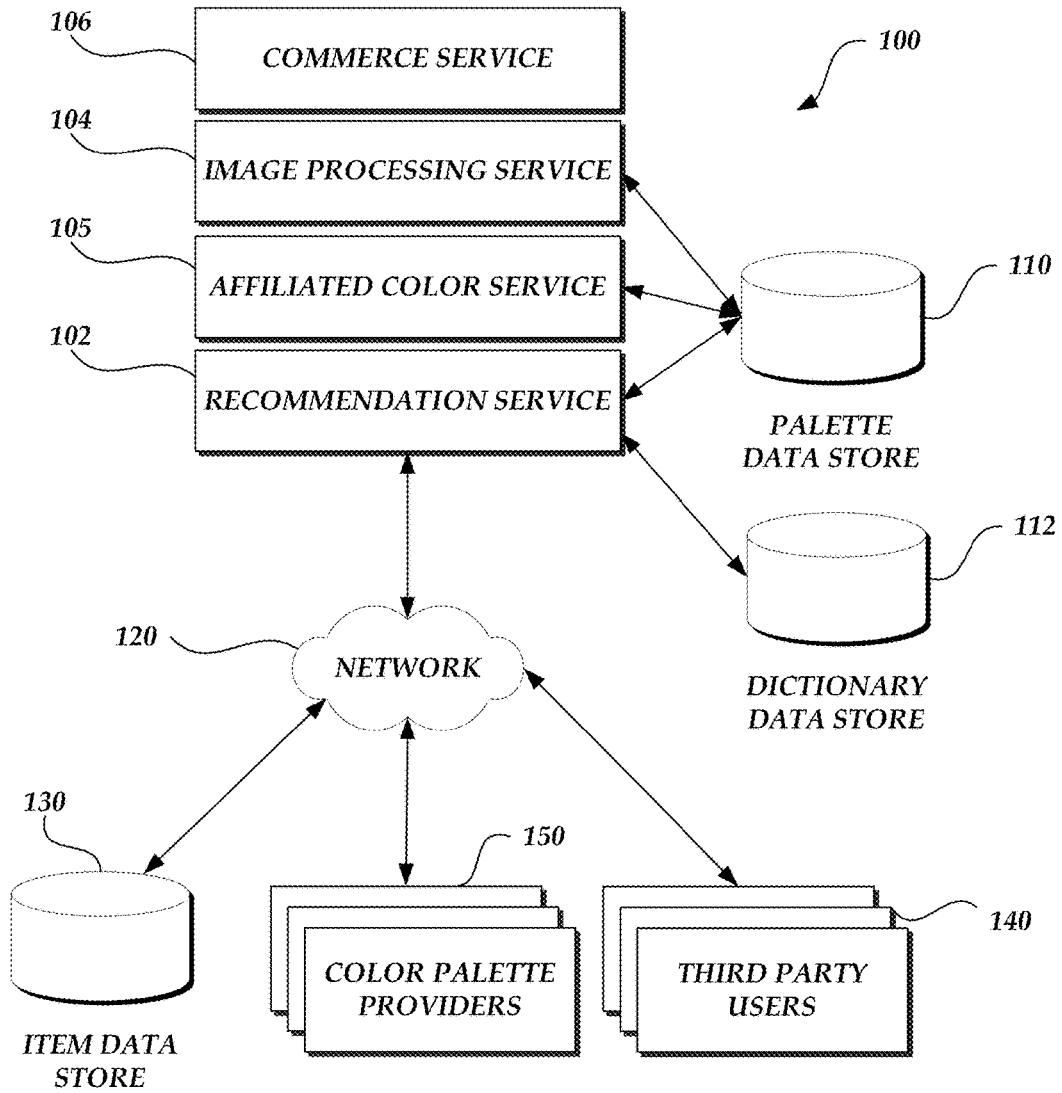 106
COMMERCE SERVICE
100
104
IMAGE PROCESSING SERVICE
105
AFFILIATED COLOR SERVICE
110
102
RECOMMENDATION SERVICE
PALETTE
DATA STORE
112
120
NETWORK
DICTIONARY
DATA STORE
130
150
140
COLOR PALETTE
PROVIDERS
THIRD PARTY
USERS
ITEM DATA
STORE